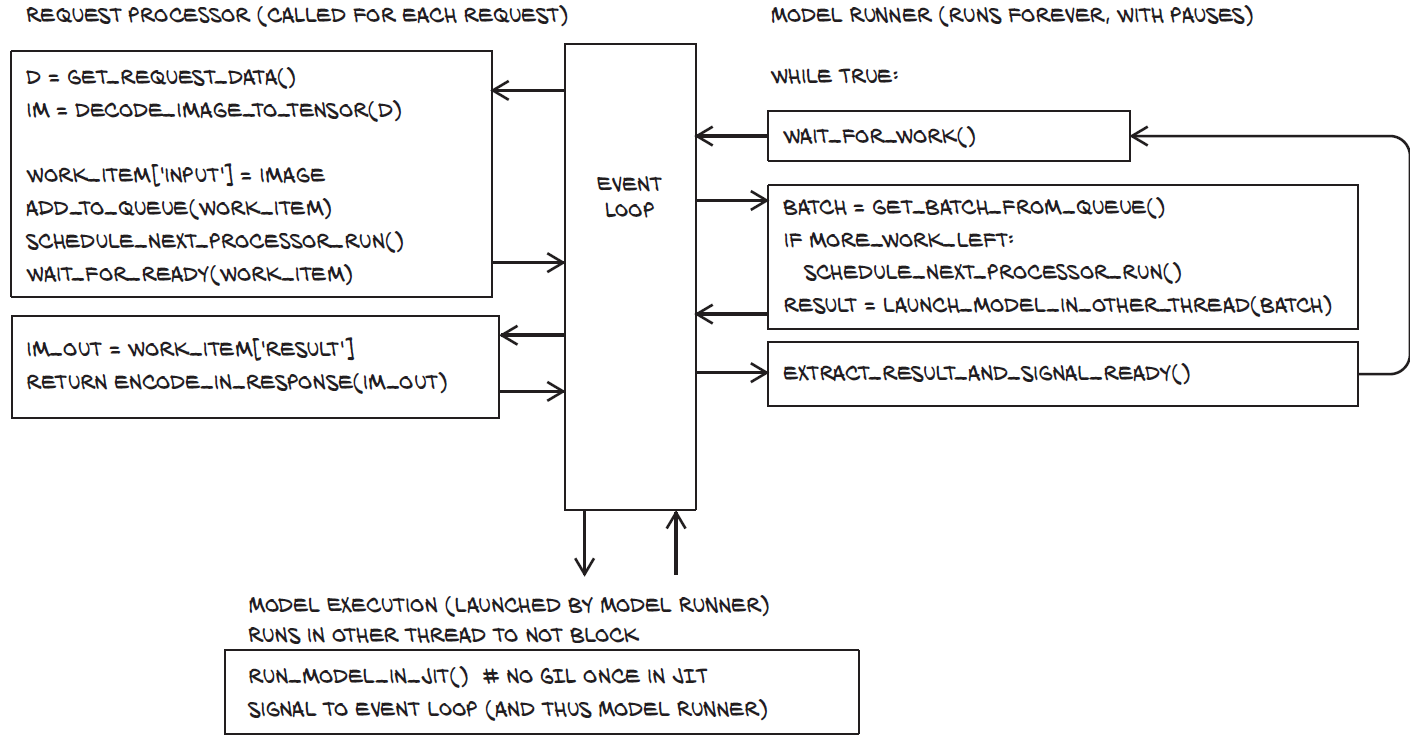 REQUEST PROCESSOR (CALLED FOR EACH REQUEST)
D = GET_REQUEST_DATA()
IM = DECODE_IMAGE_TO_TENSOR(D)
WORK_ITEM['INPUT'] = IMAGE
ADD_TO_QUEUE(WORK_ITEM)
SCHEDULE_NEXT_PROCESSOR_RUN()
WAIT_FOR_READY(WORK_ITEM)
IM_OUT = WORK_ITEM['RESULT']
RETURN ENCODE_IN_RESPONSE(IM_OUT)
EVENT
LOOP
MODEL RUNNER (RUNS FOREVER, WITH PAUSES)
WHILE TRUE:
WAIT_FOR_WORK()
BATCH = GET_BATCH_FROM_QUEUE()
IF MORE_WORK_LEFT:
SCHEDULE_NEXT_PROCESSOR_RUN()
RESULT = LAUNCH_MODEL_IN_OTHER_THREAD(BATCH)
EXTRACT_RESULT_AND_SIGNAL_READY()
MODEL EXECUTION (LAUNCHED BY MODEL RUNNER)
RUNS IN OTHER THREAD TO NOT BLOCK
RUN_MODEL_IN_JIT() # NO GIL ONCE IN JIT
SIGNAL TO EVENT LOOP (AND THUS MODEL RUNNER)